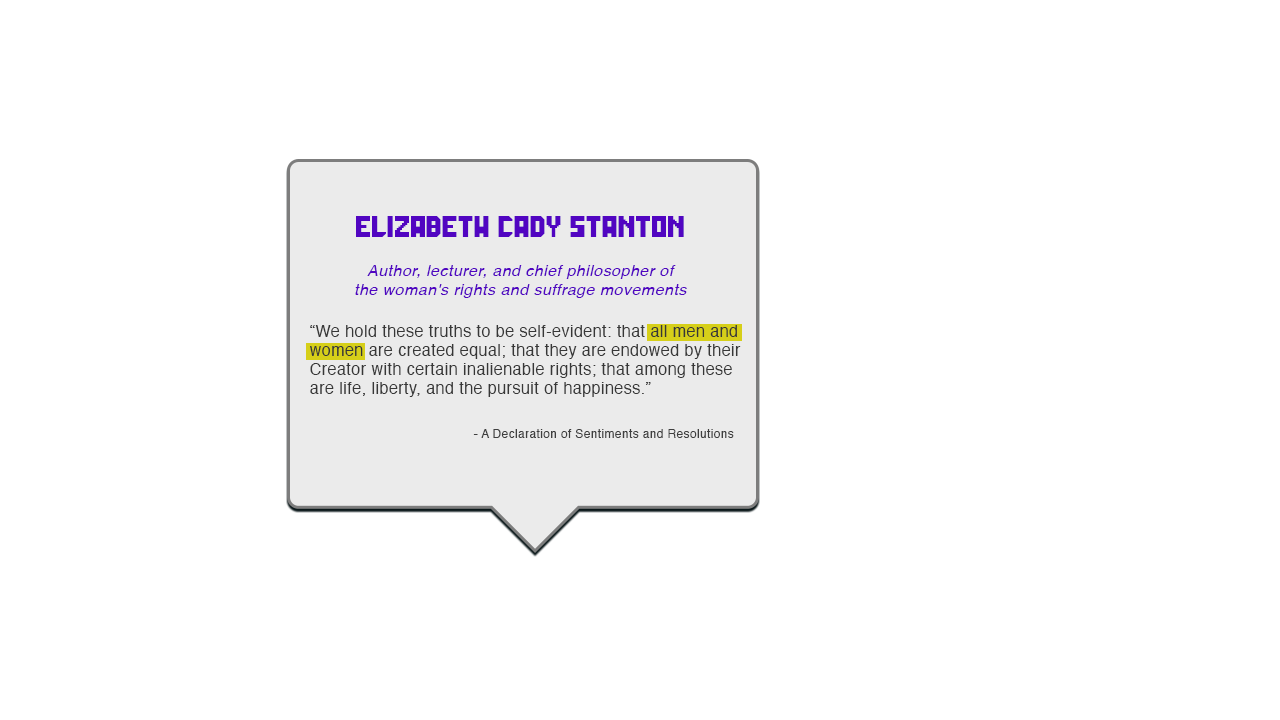 ELIZABETH CADY STANTON
Author, lecturer, and chief philosopher of
the woman's rights and suffrage movements
“We hold these truths to be self-evident: that all men and
women are created equal; that they are endowed by their
Creator with certain inalienable rights; that among these
are life, liberty, and the pursuit of happiness.”
- A Declaration of Sentiments and Resolutions